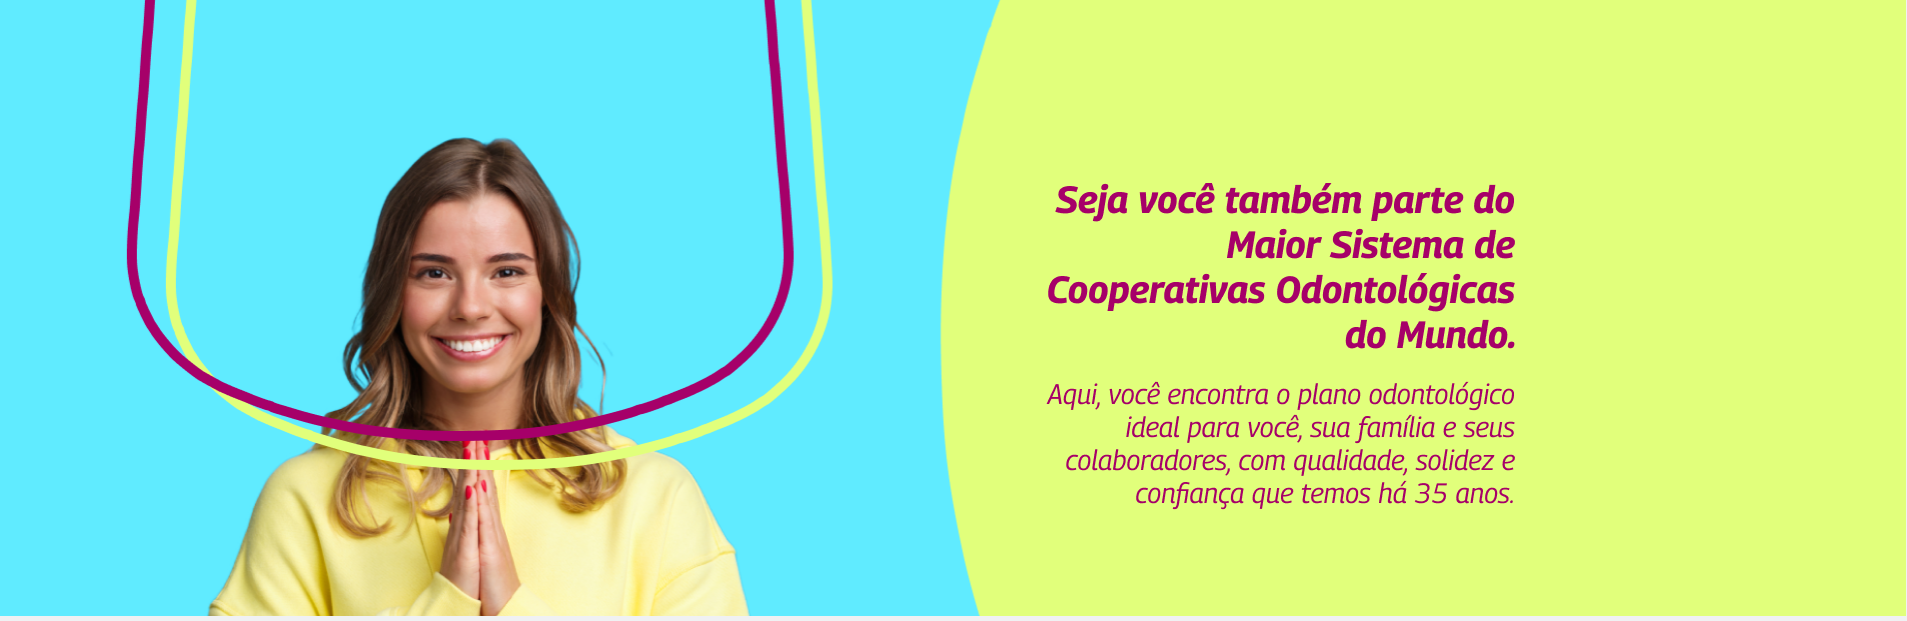 Seja você também parte do
Maior Sistema de
Cooperativas Odontológicas
do Mundo.
Aqui, você encontra o plano odontológico
ideal para você, sua família e seus
colaboradores, com qualidade, solidez e
confiança que temos há 35 anos.